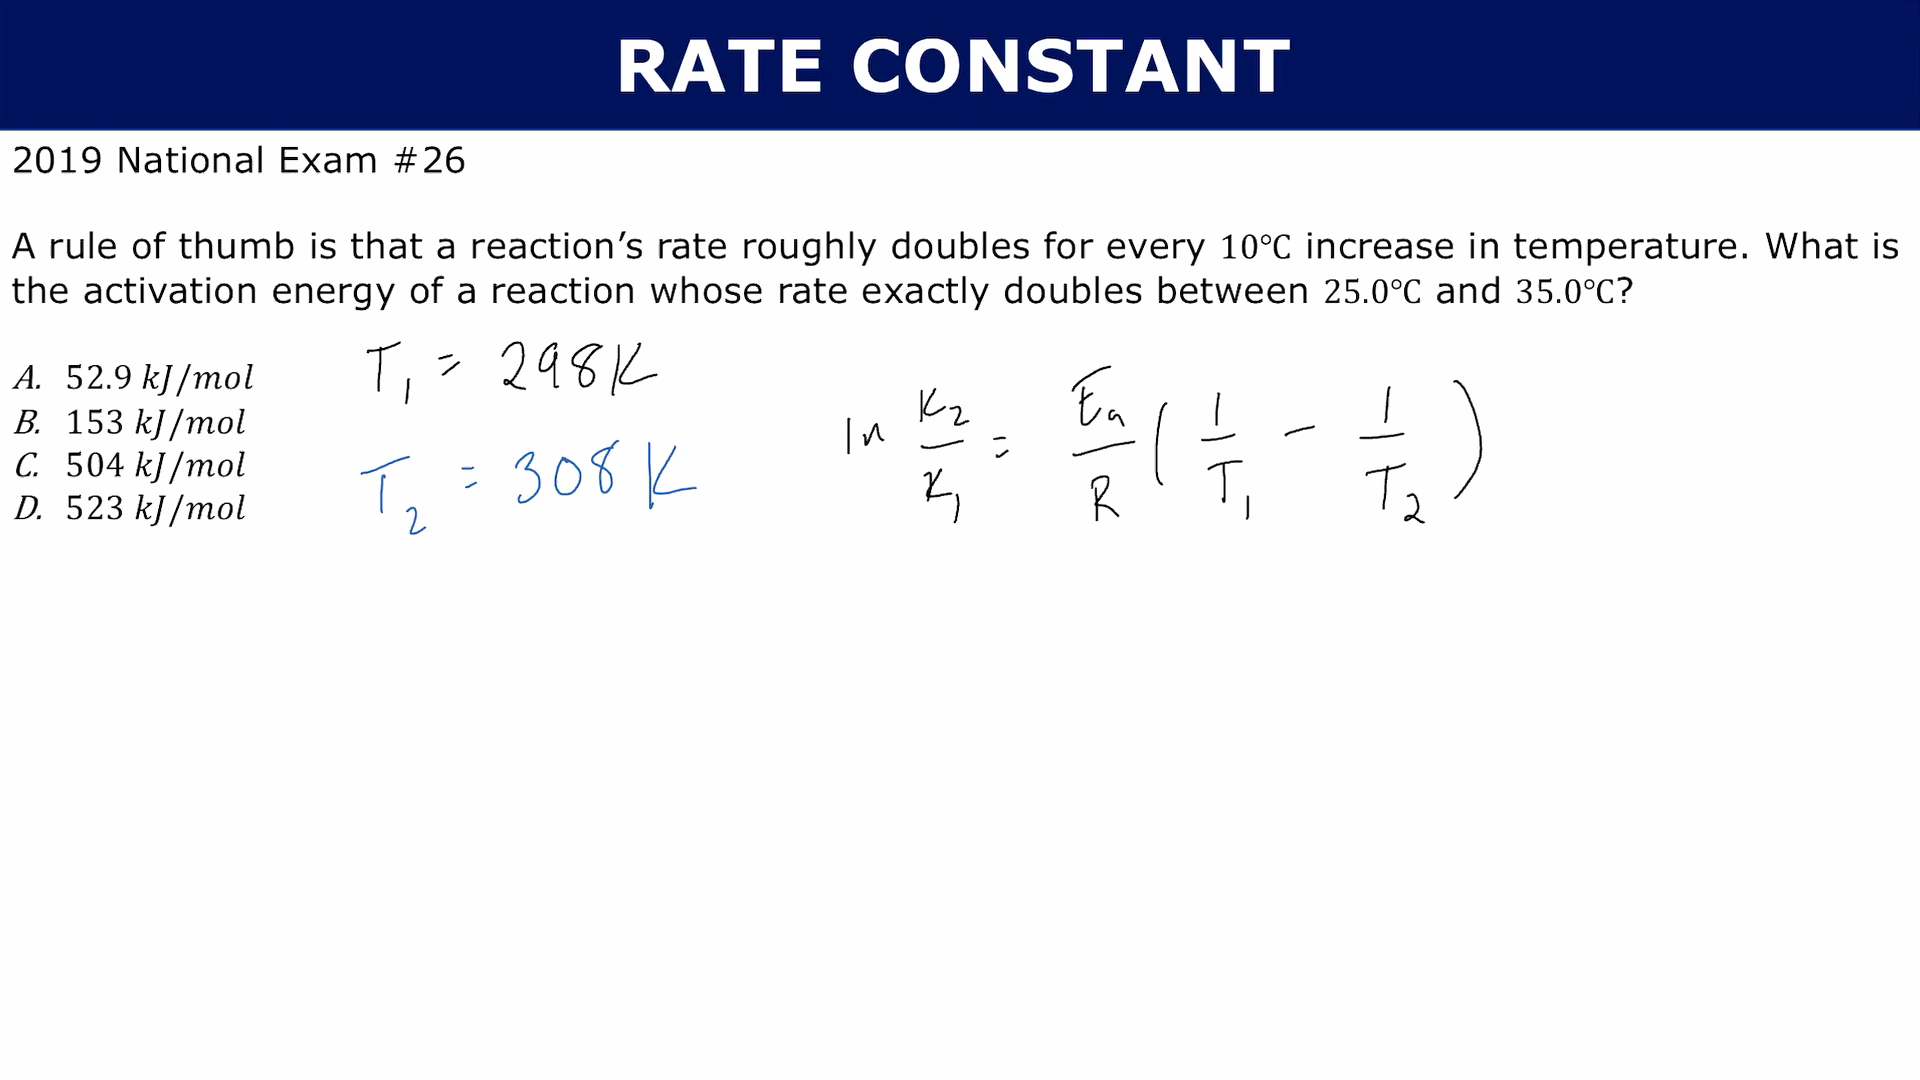 RATE CONSTANT
2019 National Exam #26
A rule of thumb is that a reaction’s rate roughly doubles for every 10°C increase in temperature. What is
the activation energy of a reaction whose rate exactly doubles between 25.0°C and 35.0°C?
A. 52.9 kJ/mol
B. 153 kJ/mol
C. 504 kJ/mol
D. 523 kJ/mol
T₁ = 298K
T₂ = 308K
ln K₂/K₁ = Ea/R (1/T₁ - 1/T₂)